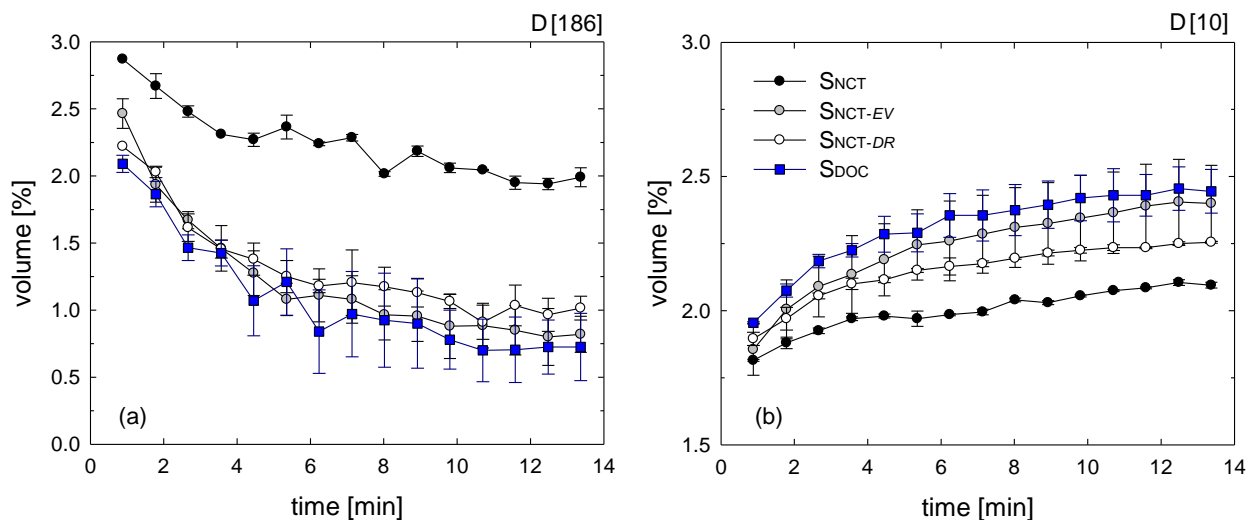 D [186]
3.0
2.5
2.0
1.5
1.0
0.5
0.0
volume [%]
(a)
0 2 4 6 8 10 12 14
time [min]
D [10]
3.0
2.5
2.0
1.5
volume [%]
SNCT
SNCT-EV
SNCT-DR
SDOC
(b)
0 2 4 6 8 10 12 14
time [min]